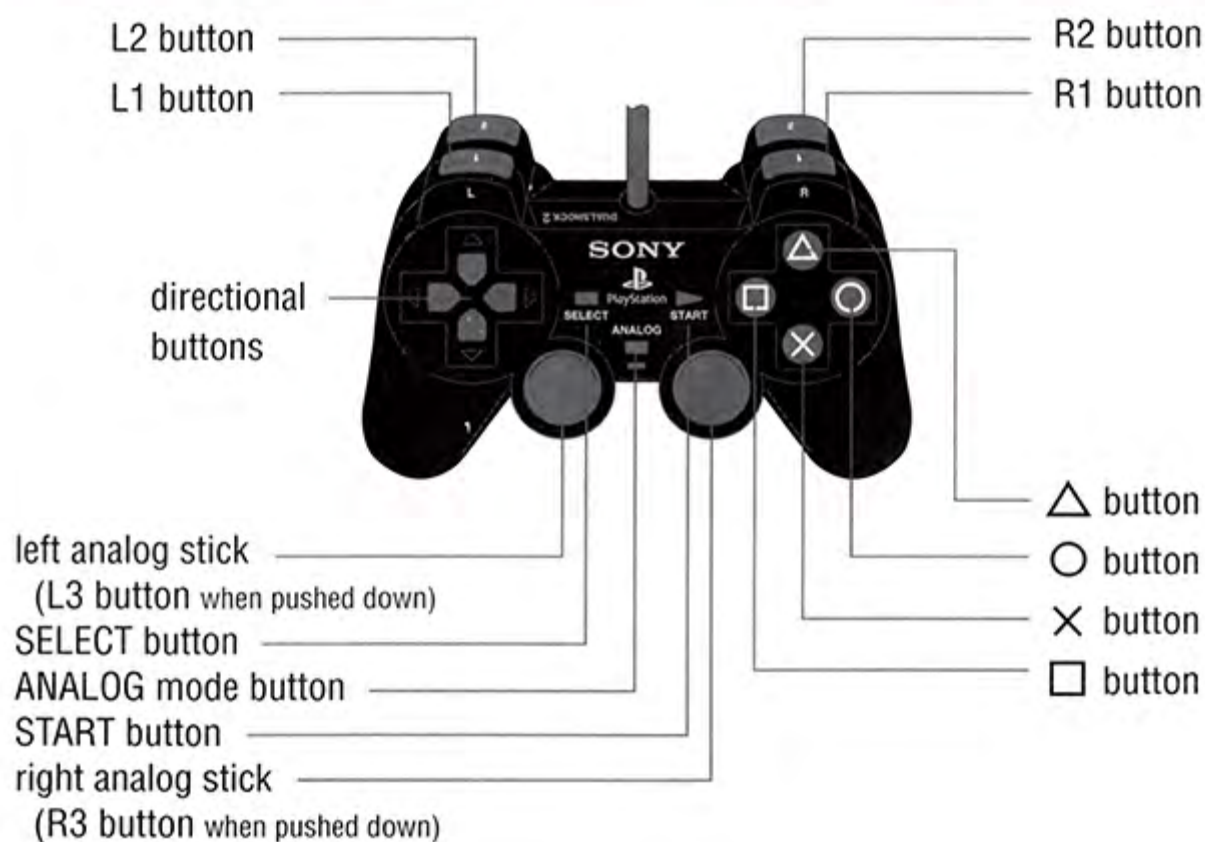 L2 button
R2 button
L1 button
R1 button
L
R
DUALSHOCK 2
SONY
PlayStation
SELECT
START
ANALOG
directional
buttons
△ button
○ button
× button
□ button
left analog stick
(L3 button when pushed down)
SELECT button
ANALOG mode button
START button
right analog stick
(R3 button when pushed down)